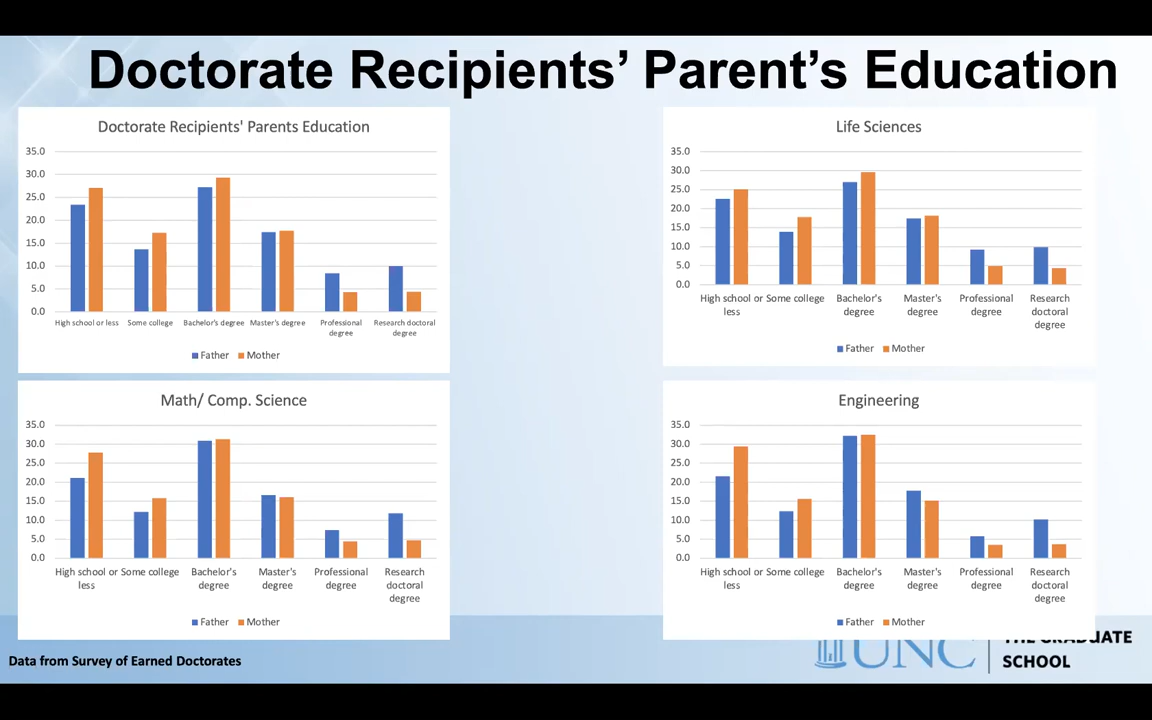 Doctorate Recipients’ Parent’s Education
Doctorate Recipients' Parents Education
35.0
30.0
25.0
20.0
15.0
10.0
5.0
0.0
High school or less Some college Bachelor's degree Master's degree Professional Research doctoral
degree degree
Father Mother
Life Sciences
35.0
30.0
25.0
20.0
15.0
10.0
5.0
0.0
High school or Some college Bachelor's Master's Professional Research
less degree degree degree doctoral
degree
Father Mother
Math/ Comp. Science
35.0
30.0
25.0
20.0
15.0
10.0
5.0
0.0
High school or Some college Bachelor's Master's Professional Research
less degree degree degree doctoral
degree
Father Mother
Engineering
35.0
30.0
25.0
20.0
15.0
10.0
5.0
0.0
High school or Some college Bachelor's Master's Professional Research
less degree degree degree doctoral
degree
Father Mother
Data from Survey of Earned Doctorates
UNC
THE GRADUATE
SCHOOL